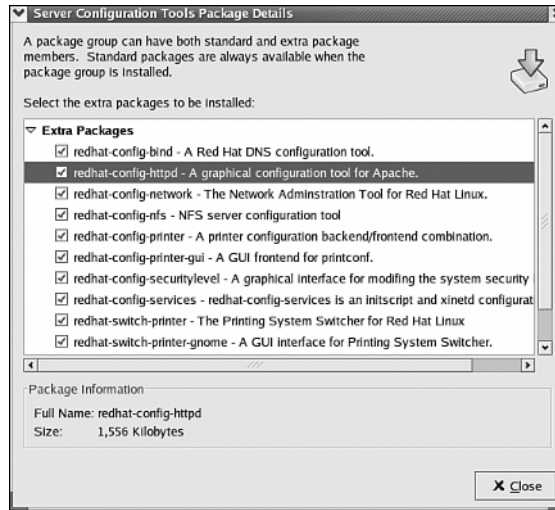 Server Configuration Tools Package Details
A package group can have both standard and extra package
members. Standard packages are always available when the
package group is installed.
Select the extra packages to be installed:
Extra Packages
redhat-config-bind - A Red Hat DNS configuration tool.
redhat-config-httpd - A graphical configuration tool for Apache.
redhat-config-network - The Network Adminstration Tool for Red Hat Linux.
redhat-config-nfs - NFS server configuration tool
redhat-config-printer - A printer configuration backend/frontend combination.
redhat-config-printer-gui - A GUI frontend for printconf.
redhat-config-securitylevel - A graphical interface for modifing the system security
redhat-config-services - redhat-config-services is an initscript and xinetd configurat
redhat-switch-printer - The Printing System Switcher for Red Hat Linux
redhat-switch-printer-gnome - A GUI interface for Printing System Switcher.
Package Information
Full Name: redhat-config-httpd
Size: 1,556 Kilobytes
Close